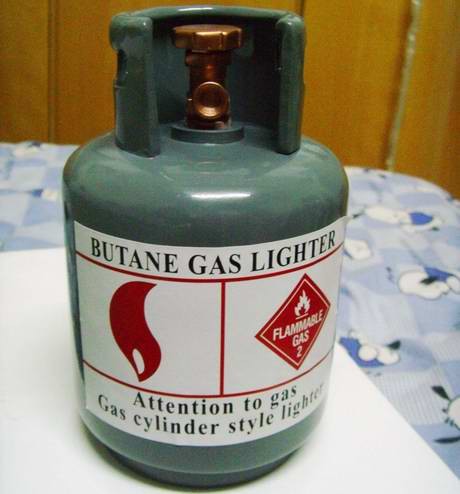 BUTANE GAS LIGHTER
FLAMMABLE
GAS
2
Attention to gas
Gas cylinder style lighter